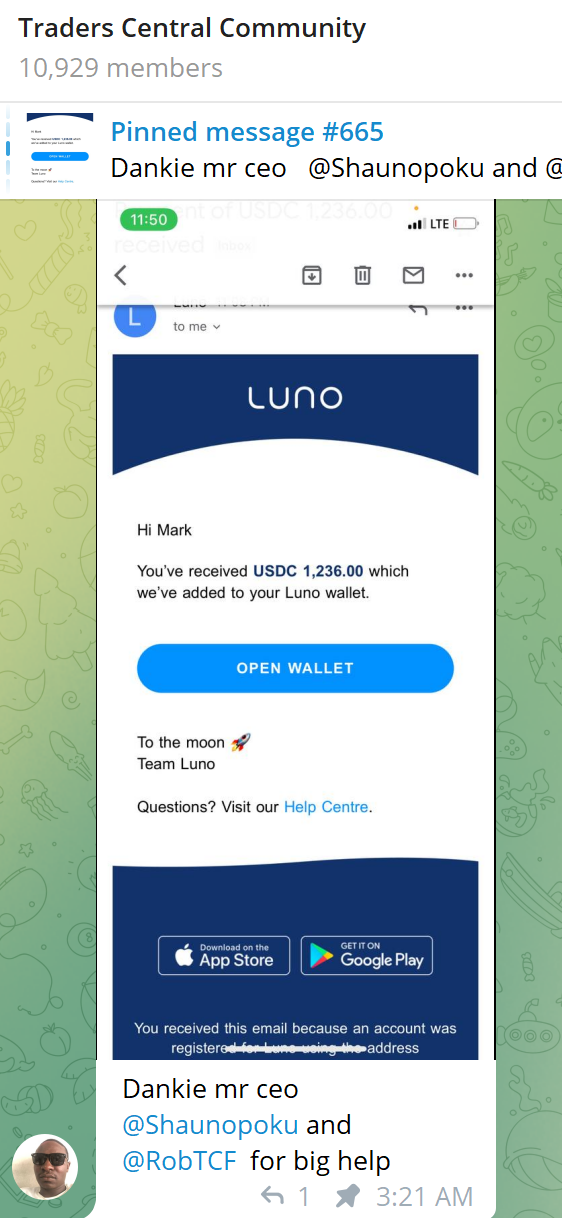 Traders Central Community
10,929 members
Pinned message #665
Dankie mr ceo @Shaunopoku and @
11:50
LTE
ent of USDC 1,236.00
received Inbox
L
to me
LUNO
Hi Mark
You've received USDC 1,236.00 which
we've added to your Luno wallet.
OPEN WALLET
To the moon 🚀
Team Luno
Questions? Visit our Help Centre.
Download on the
App Store
GET IT ON
Google Play
You received this email because an account was
registered for Luno using the address
Dankie mr ceo
@Shaunopoku and
@RobTCF for big help
1 3:21 AM